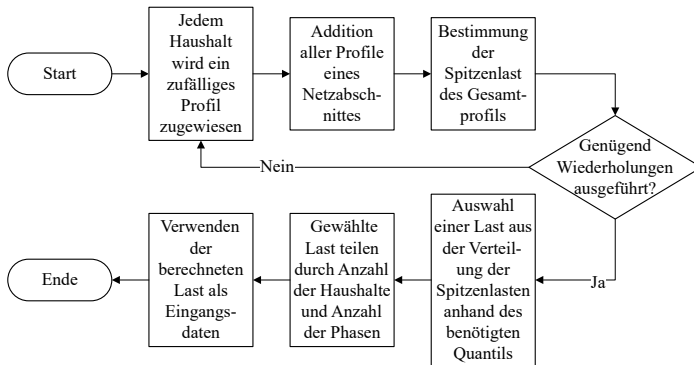 Start
Jedem
Haushalt
wird ein
zufälliges
Profil
zugewiesen
Addition
aller Profile
eines
Netzabsch-
nittes
Bestimmung
der
Spitzenlast
des Gesamt-
profils
Genügend
Wiederholungen
ausgeführt?
Nein
Ja
Auswahl
einer Last aus
der Verteil-
ung der
Spitzenlasten
anhand des
benötigten
Quantils
Gewählte
Last teilen
durch Anzahl
der Haushalte
und Anzahl
der Phasen
Verwenden
der
berechneten
Last als
Eingangs-
daten
Ende